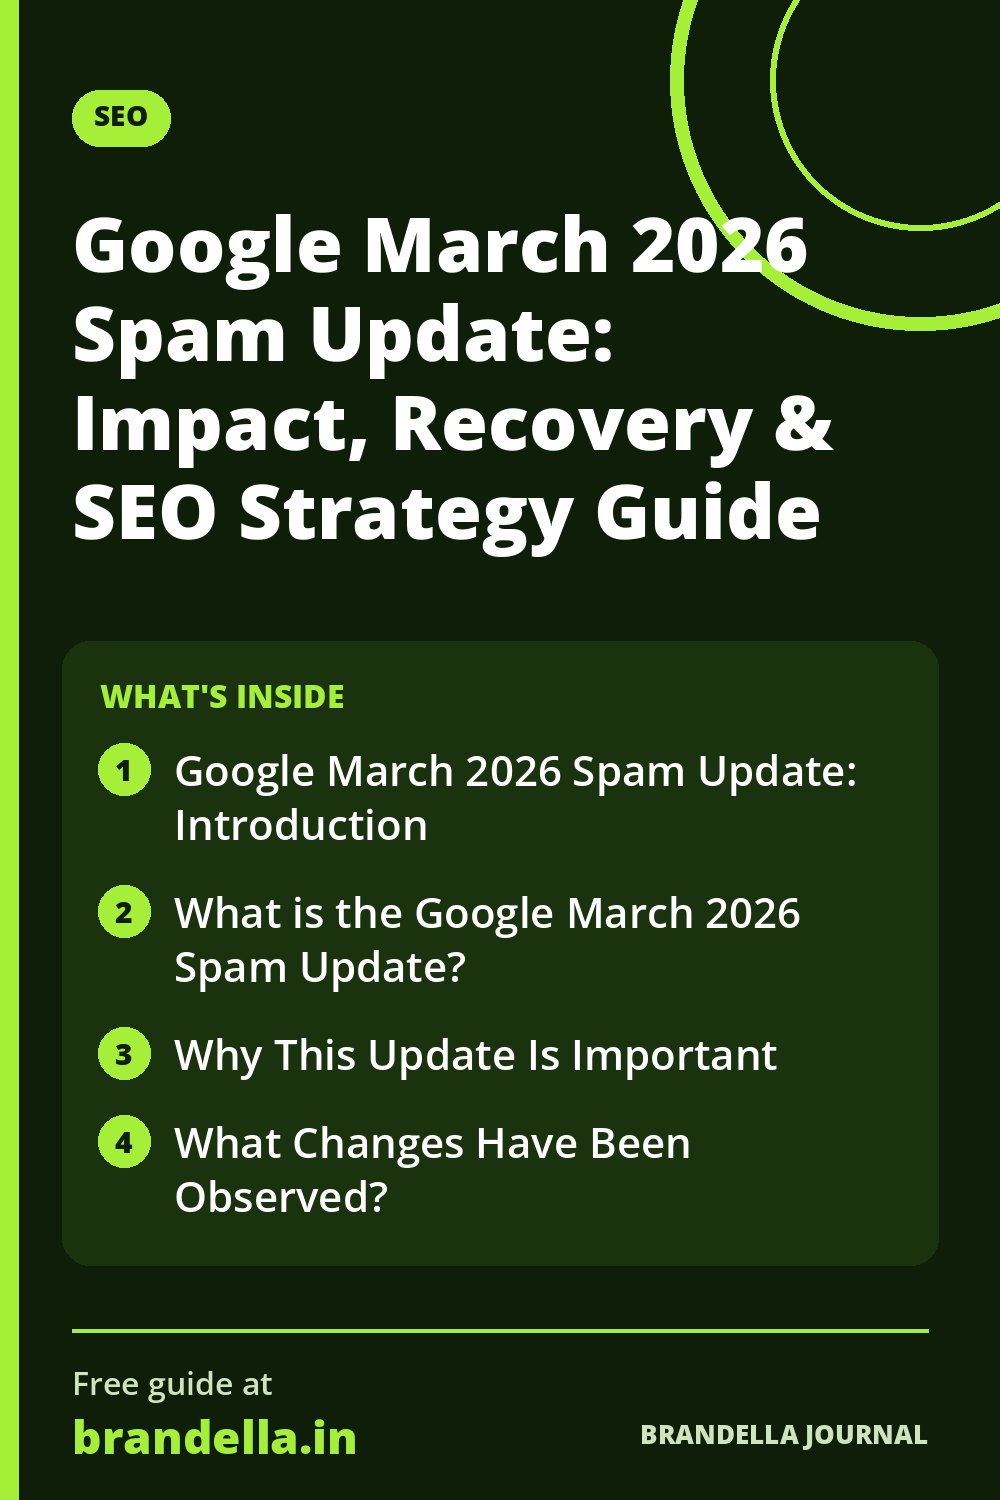 SEO
Google March 2026
Spam Update:
Impact, Recovery &
SEO Strategy Guide
WHAT'S INSIDE
1 Google March 2026 Spam Update:
Introduction
2 What is the Google March 2026
Spam Update?
3 Why This Update Is Important
4 What Changes Have Been
Observed?
Free guide at
brandella.in
BRANDELLA JOURNAL